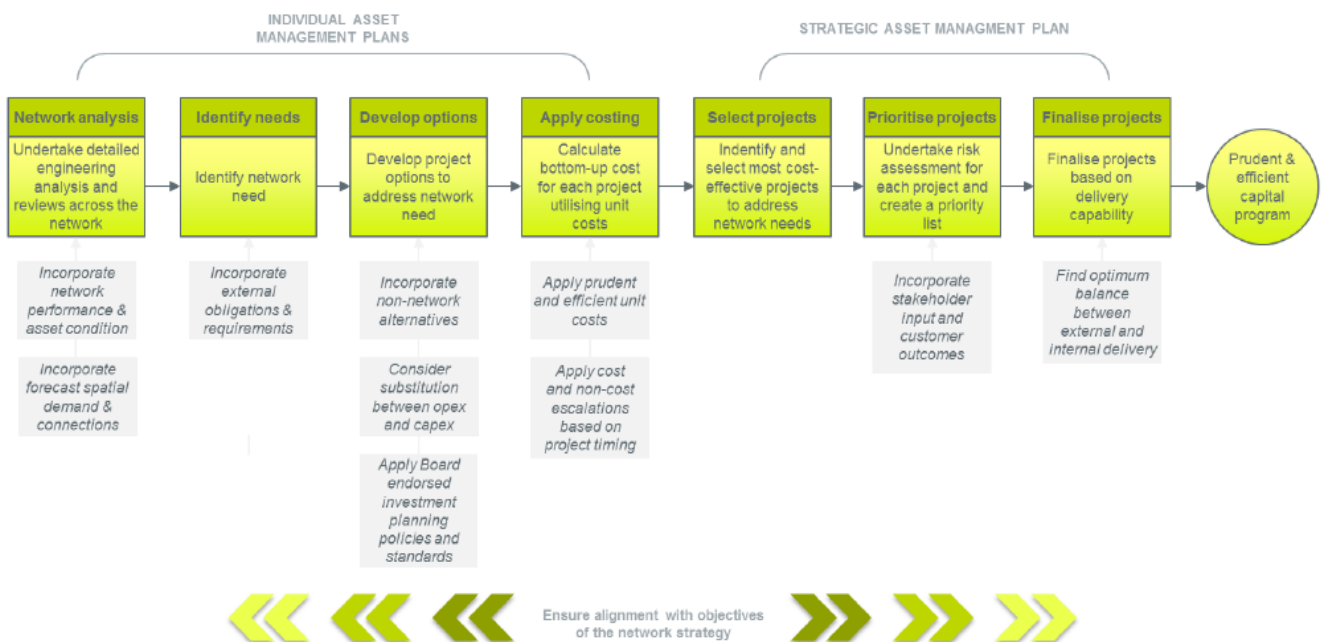 INDIVIDUAL ASSET
MANAGEMENT PLANS
STRATEGIC ASSET MANAGMENT PLAN
Network analysis
Undertake detailed
engineering
analysis and
reviews across the
network
Identify needs
Identify network
need
Develop options
Develop project
options to
address network
need
Apply costing
Calculate
bottom-up cost
for each project
utilising unit
costs
Select projects
Indentify and
select most cost-
effective projects
to address
network needs
Prioritise projects
Undertake risk
assessment for
each project and
create a priority
list
Finalise projects
Finalise projects
based on
delivery
capability
Prudent &
efficient
capital
program
Incorporate
network
performance &
asset condition
Incorporate
forecast spatial
demand &
connections
Incorporate
external
obligations &
requirements
Incorporate
non-network
alternatives
Consider
substitution
between opex
and capex
Apply Board
endorsed
investment
planning
policies and
standards
Apply prudent
and efficient unit
costs
Apply cost
and non-cost
escalations
based on
project timing
Incorporate
stakeholder
input and
customer
outcomes
Find optimum
balance
between
external and
internal delivery
Ensure alignment with objectives
of the network strategy